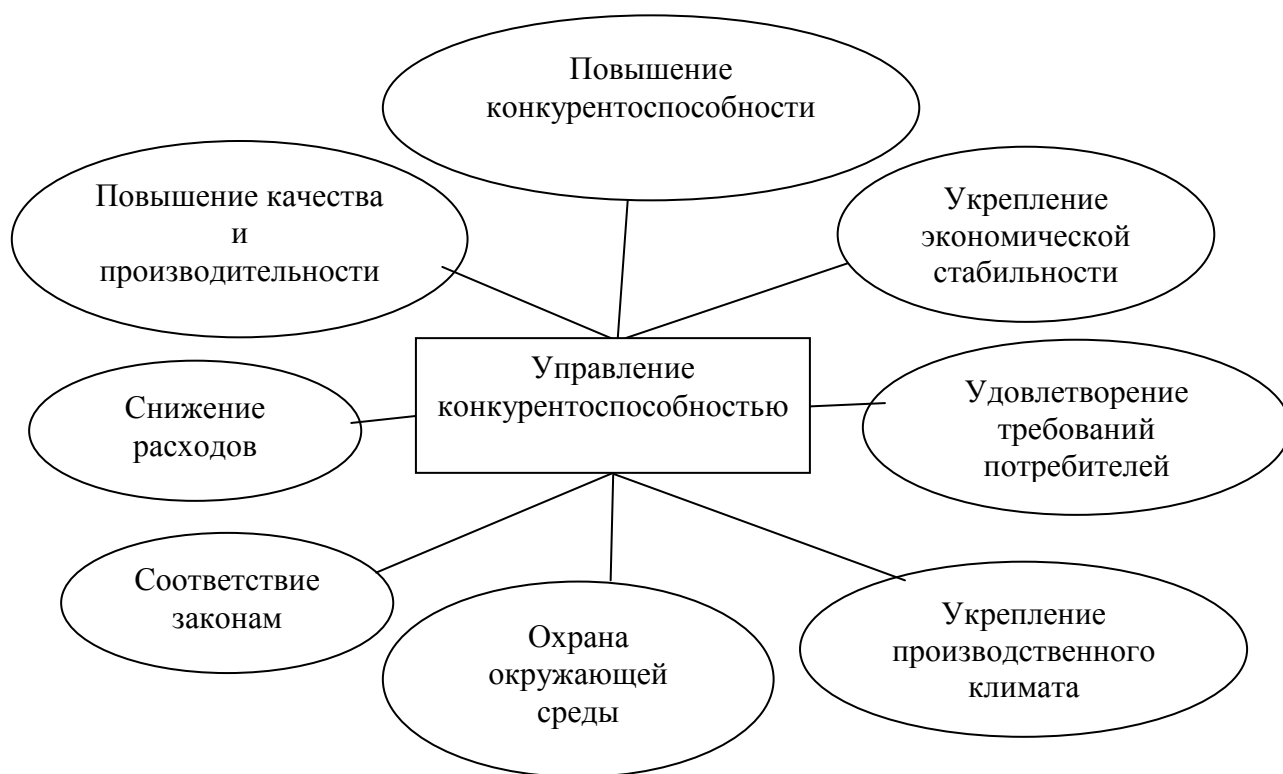 Повышение
конкурентоспособности
Повышение качества
и
производительности
Укрепление
экономической
стабильности
Управление
конкурентоспособностью
Снижение
расходов
Удовлетворение
требований
потребителей
Соответствие
законам
Охрана
окружающей
среды
Укрепление
производственного
климата